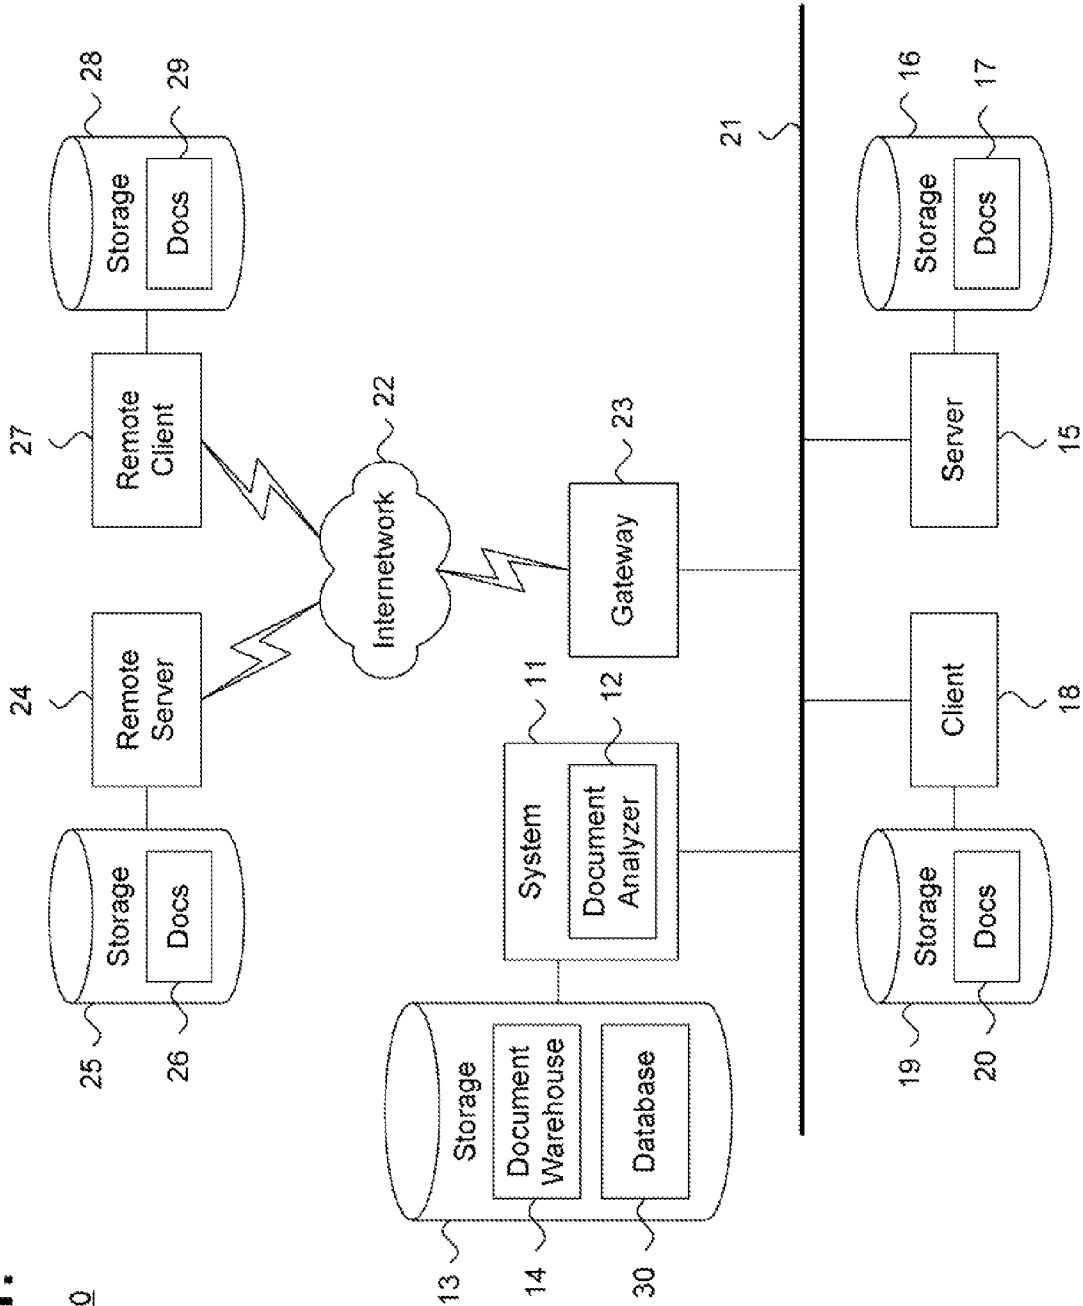 24
27
0
25
Storage
Remote
Server
Remote
Client
Storage
28
26
Docs
Docs
29
Internetwork
22
13
Storage
System
11
14
Document
Warehouse
Document
Analyzer
12
Gateway
23
30
Database
21
19
Storage
Client
Server
Storage
16
20
Docs
Docs
17
18
15